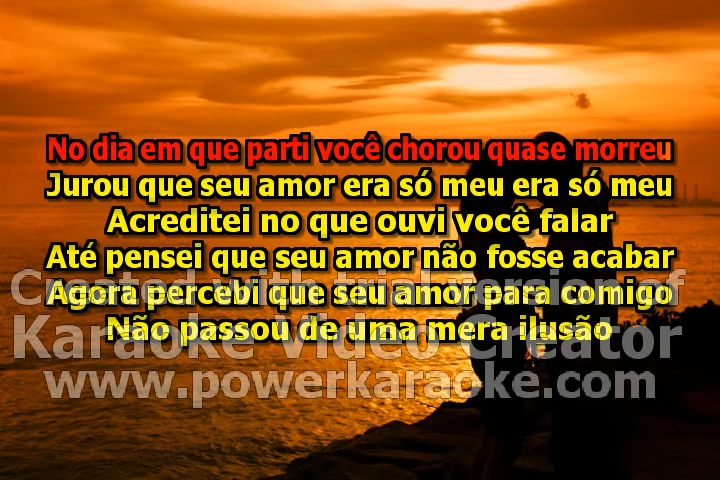 No dia em que parti você chorou quase morreu
Jurou que seu amor era só meu era só meu
Acreditei no que ouvi você falar
Até pensei que seu amor não fosse acabar
Created with trial version of
Agora percebi que seu amor para comigo
Karaoke Video Creator
Não passou de uma mera ilusão
www.powerkaraoke.com